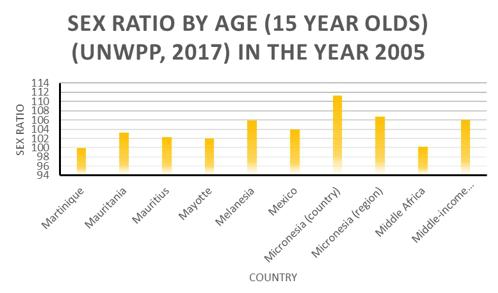 SEX RATIO BY AGE (15 YEAR OLDS)
(UNWPP, 2017) IN THE YEAR 2005
SEX RATIO
114
112
110
108
106
104
102
100
98
96
94
Martinique
Mauritania
Mauritius
Mayotte
Melanesia
Mexico
Micronesia (country)
Micronesia (region)
Middle Africa
Middle-income...
COUNTRY